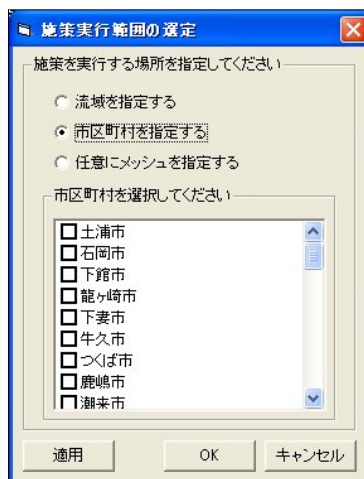 施策実行範囲の選定
施策を実行する場所を指定してください
流域を指定する
市区町村を指定する
任意にメッシュを指定する
市区町村を選択してください
土浦市
石岡市
下館市
龍ヶ崎市
下妻市
牛久市
つくば市
鹿嶋市
潮来市
適用
OK
キャンセル